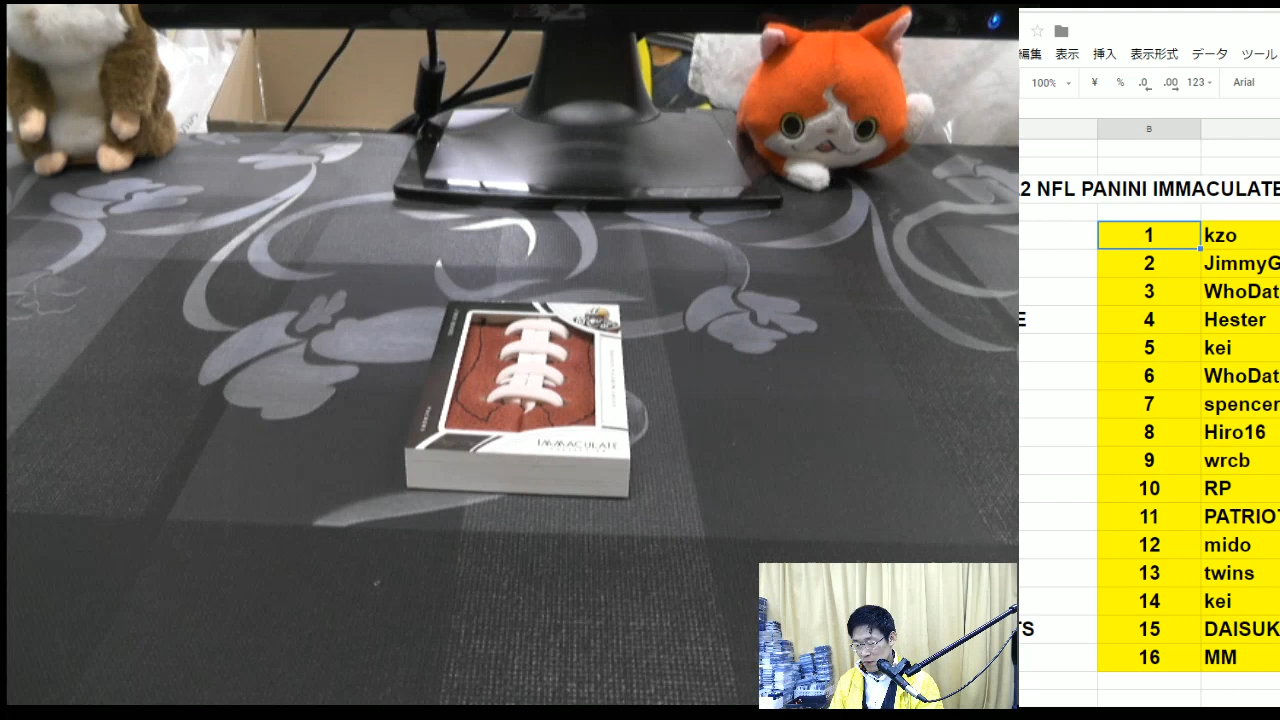 編集 表示 挿入 表示形式 データ ツール
100% ¥ % .0 .00 123 Arial
B
2 NFL PANINI IMMACULATE
1 kzo
2 JimmyG
3 WhoDat
E 4 Hester
5 kei
6 WhoDat
7 spencer
8 Hiro16
9 wrcb
10 RP
11 PATRIOT
12 mido
13 twins
14 kei
TS 15 DAISUK
16 MM
IMMACULATE